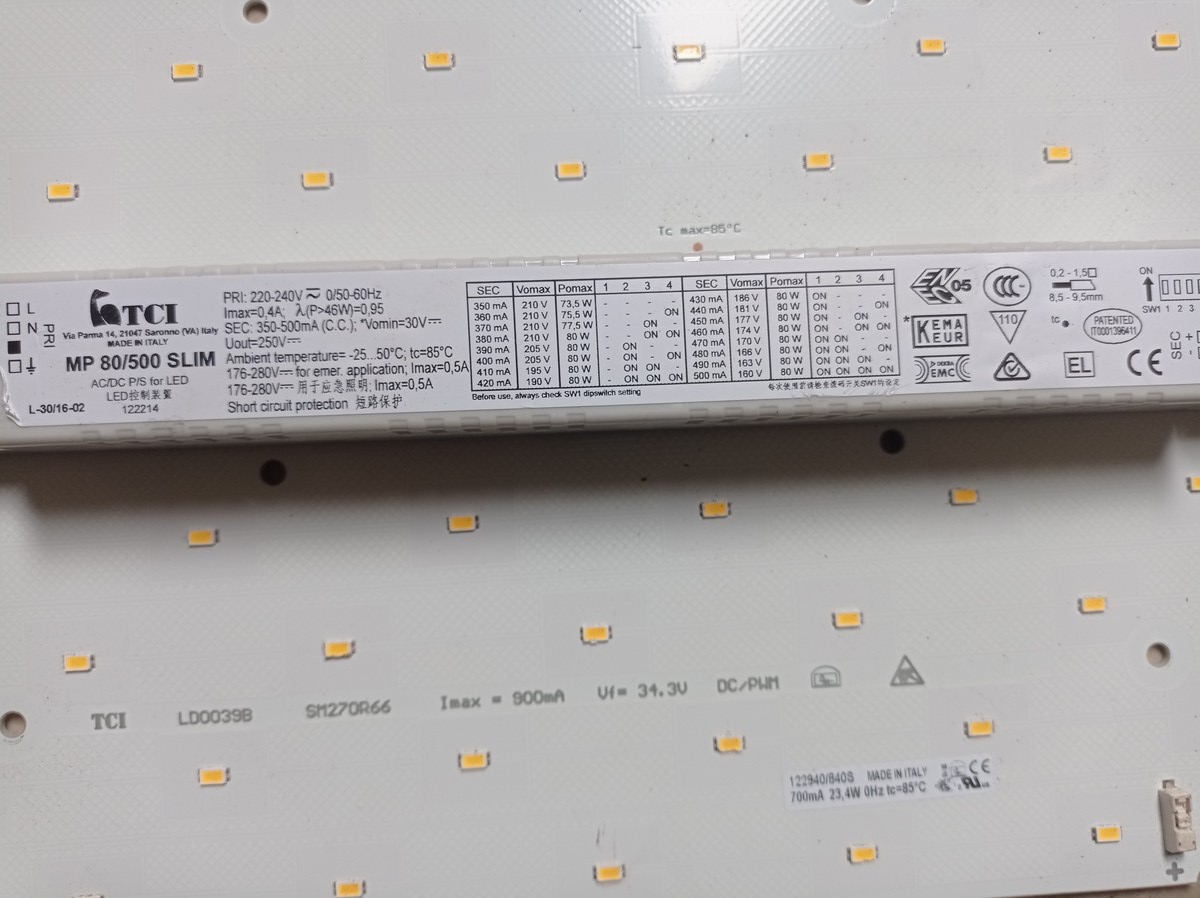 Tc max=85°C
L
N
PRI
TCI
Via Parma 14, 21047 Saronno (VA) Italy
MADE IN ITALY
MP 80/500 SLIM
AC/DC P/S for LED
LED控制装置
L-30/16-02
122214
PRI: 220-240V 0/50-60Hz
Imax=0,4A; λ(P>46W)=0,95
SEC: 350-500mA (C.C.); *Vomin=30V
Uout=250V
Ambient temperature= -25...50°C; tc=85°C
176-280V for emer. application; Imax=0,5A
176-280V 用于应急照明; Imax=0,5A
Short circuit protection 短路保护
SEC Vomax Pomax 1 2 3 4
350 mA 210 V 73,5 W - - - -
360 mA 210 V 75,5 W - - - ON
370 mA 210 V 77,5 W - - ON -
380 mA 210 V 80 W - - ON ON
390 mA 205 V 80 W - ON - -
400 mA 205 V 80 W - ON - ON
410 mA 195 V 80 W - ON ON -
420 mA 190 V 80 W - ON ON ON
Before use, always check SW1 dipswitch setting
SEC Vomax Pomax 1 2 3 4
430 mA 186 V 80 W ON - - -
440 mA 181 V 80 W ON - - ON
450 mA 177 V 80 W ON - ON -
460 mA 174 V 80 W ON - ON ON
470 mA 170 V 80 W ON ON - -
480 mA 166 V 80 W ON ON - ON
490 mA 163 V 80 W ON ON ON -
500 mA 160 V 80 W ON ON ON ON
05
CCC
0,2 - 1,5
8,5 - 9,5mm
* KEMA
KEUR
110
tc
PATENTED
IT0001396411
EMC
EL
CE
ON
SW1 1 2 3
SEC + -
TCI LD0039B SM270R66 Imax = 900mA Vf= 34.3V DC/PWM
122940/840S MADE IN ITALY CE
700mA 23,4W 0Hz tc=85°C
+